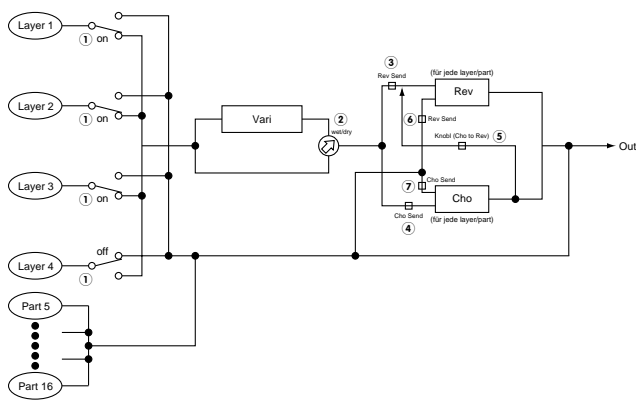 Layer 1
① on
Layer 2
① on
Layer 3
① on
off
Layer 4
①
Part 5
Part 16
Vari
②
wet/dry
③
Rev Send
(für jede layer/part)
Rev
⑥ Rev Send
Knobl (Cho to Rev) ⑤
⑦ Cho Send
Cho
Cho Send
④
(für jede layer/part)
Out